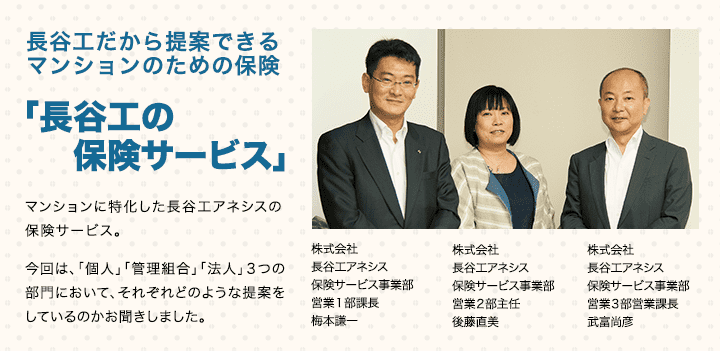 長谷工だから提案できる
マンションのための保険
「長谷工の
保険サービス」
マンションに特化した長谷工アネシスの
保険サービス。
今回は、「個人」「管理組合」「法人」3つの
部門において、それぞれどのような提案を
しているのかお聞きしました。
株式会社
長谷工アネシス
保険サービス事業部
営業1部課長
梅本謙一
株式会社
長谷工アネシス
保険サービス事業部
営業2部主任
後藤直美
株式会社
長谷工アネシス
保険サービス事業部
営業3部営業課長
武富尚彦